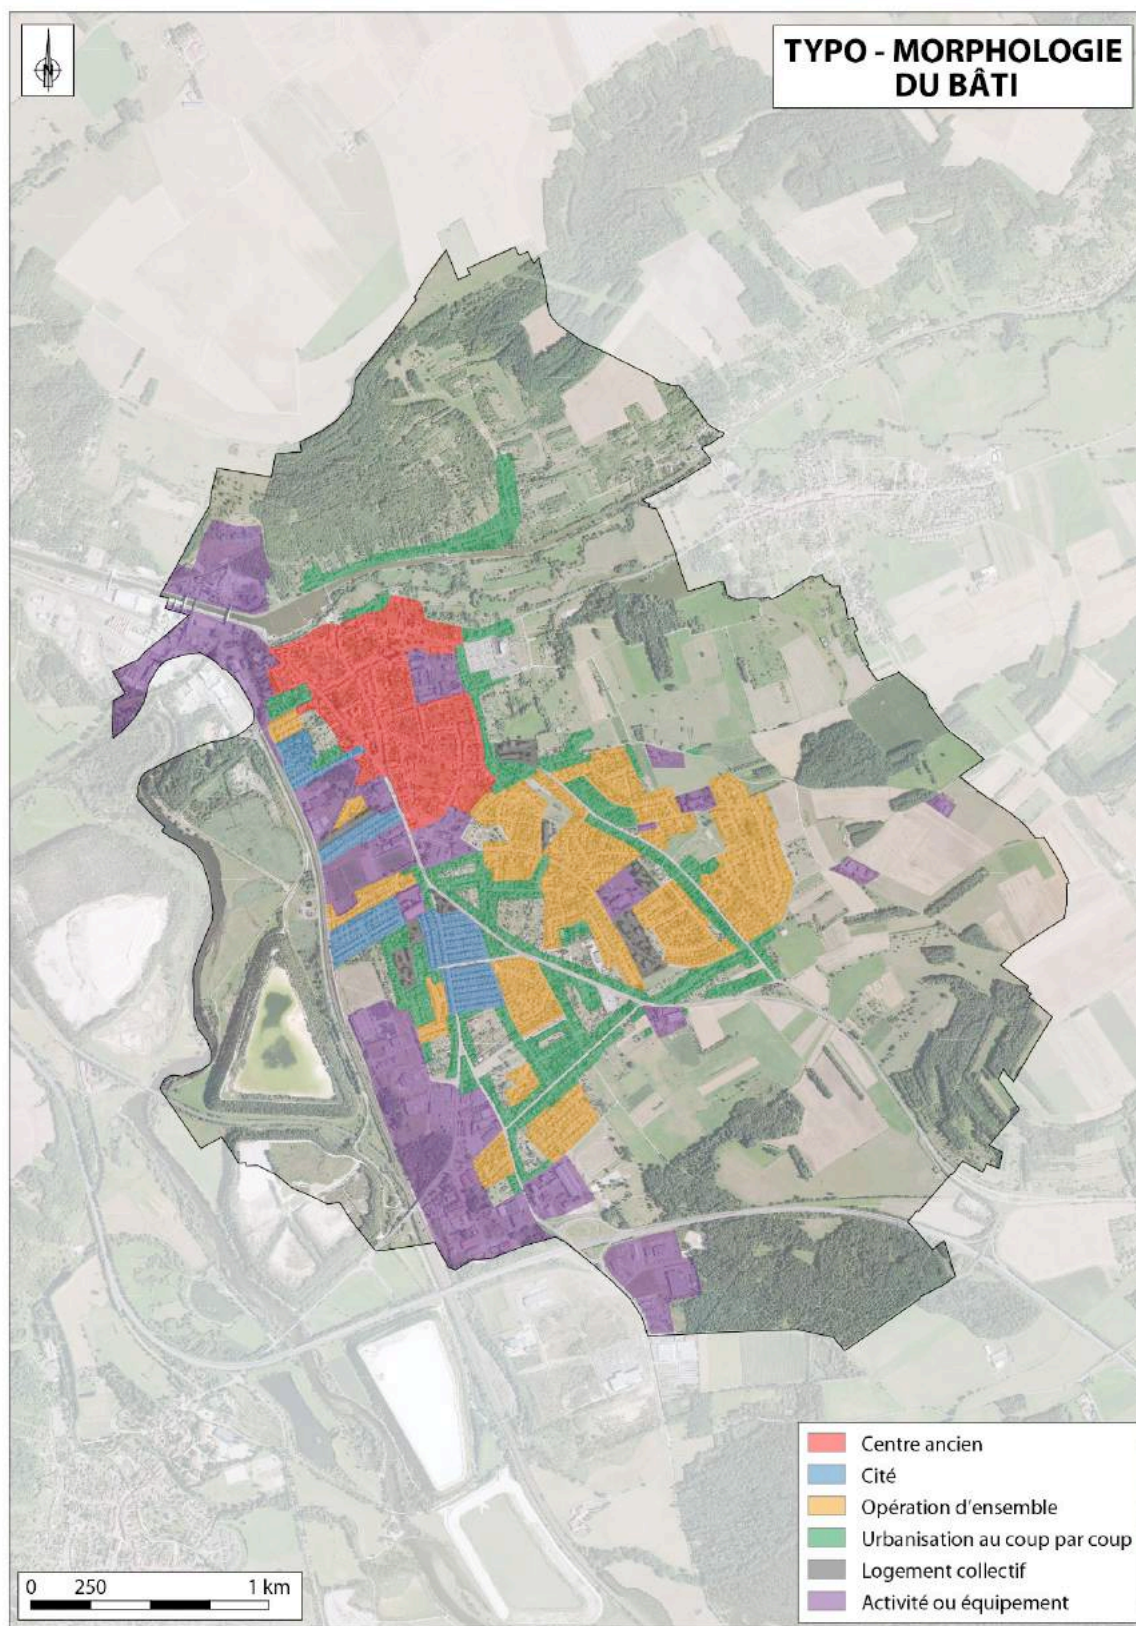 N
TYPO - MORPHOLOGIE
DU BÂTI
Centre ancien
Cité
Opération d'ensemble
Urbanisation au coup par coup
Logement collectif
Activité ou équipement
0 250 1 km